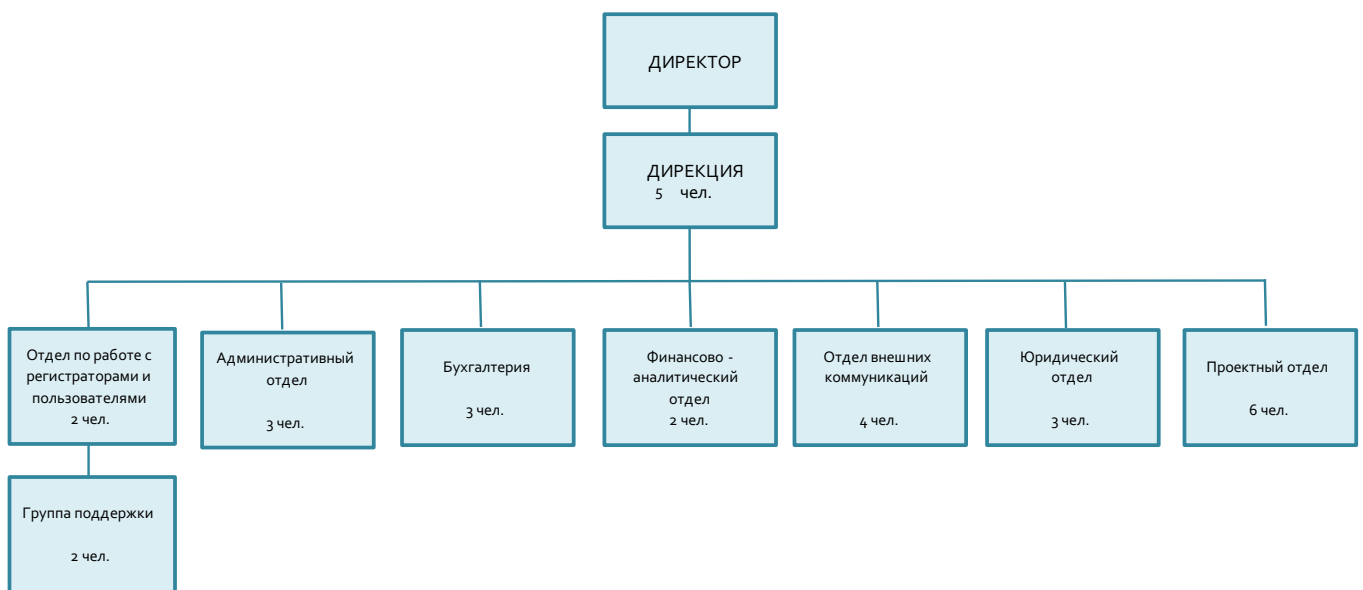 ДИРЕКТОР
ДИРЕКЦИЯ
5 чел.
Отдел по работе с
регистраторами и
пользователями
2 чел.
Административный
отдел
3 чел.
Бухгалтерия
3 чел.
Финансово -
аналитический
отдел
2 чел.
Отдел внешних
коммуникаций
4 чел.
Юридический
отдел
3 чел.
Проектный отдел
6 чел.
Группа поддержки
2 чел.